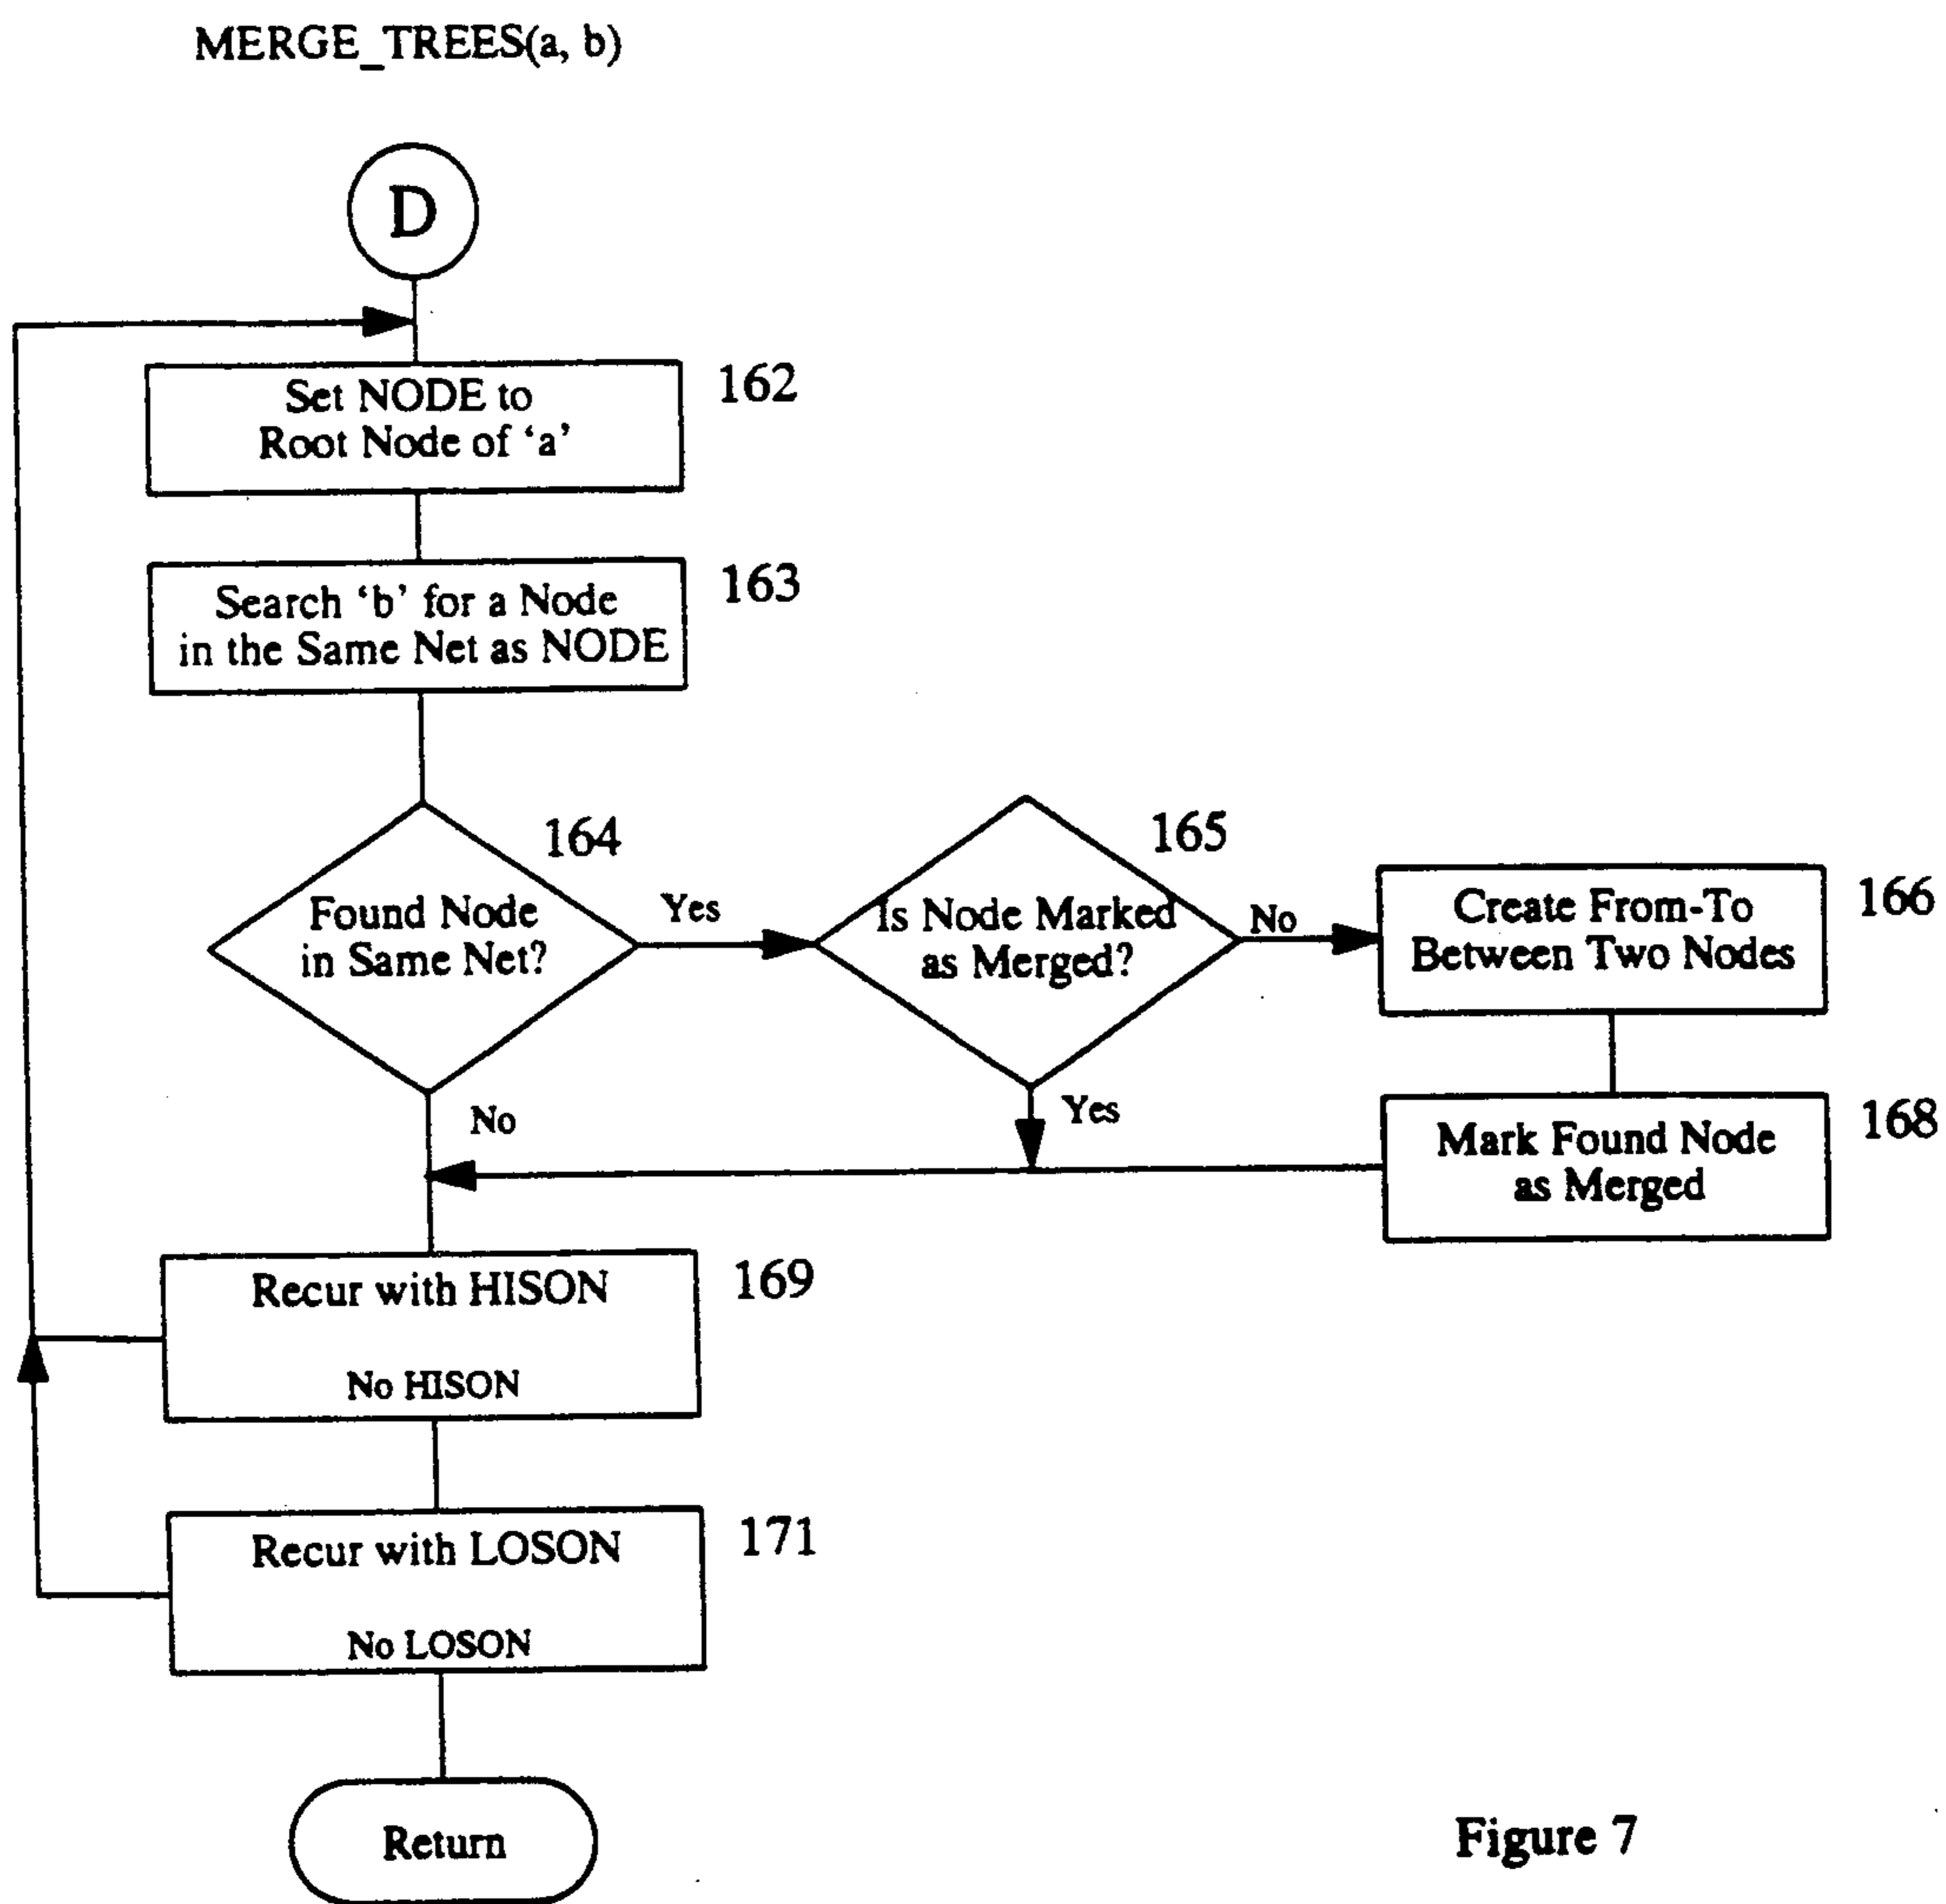 MERGE_TREES(a, b)
D
Set NODE to
Root Node of ‘a’
162
Search ‘b’ for a Node
in the Same Net as NODE
163
Found Node
in Same Net?
164
Yes
No
Is Node Marked
as Merged?
165
No
Yes
Create From-To
Between Two Nodes
166
Mark Found Node
as Merged
168
Recur with HISON
No HISON
169
Recur with LOSON
No LOSON
171
Return
Figure 7